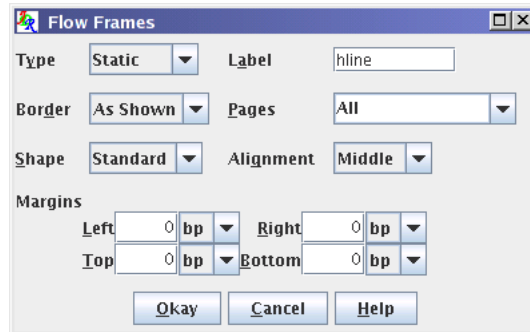 Flow Frames
Type Static Label hline
Border As Shown Pages All
Shape Standard Alignment Middle
Margins
Left 0 bp Right 0 bp
Top 0 bp Bottom 0 bp
Okay Cancel Help